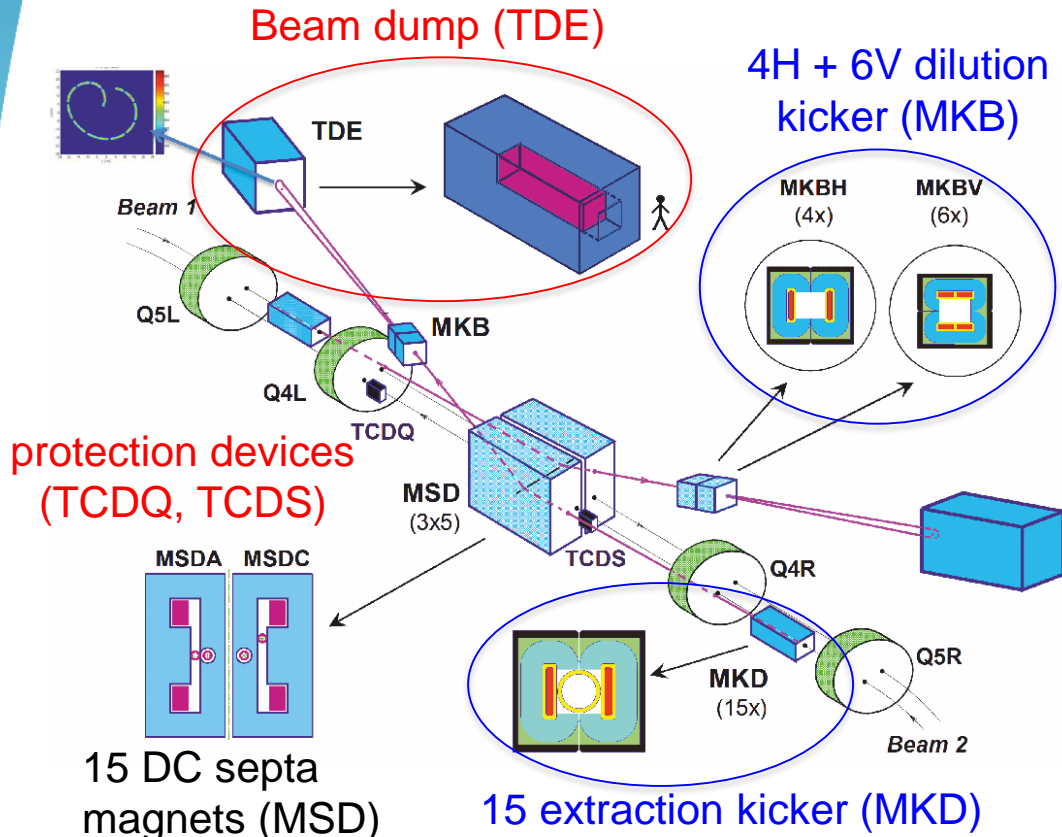 Beam dump (TDE)
4H + 6V dilution
kicker (MKB)
TDE
MKBH
(4x)
MKBV
(6x)
Beam 1
Q5L
MKB
Q4L
TCDQ
protection devices
(TCDQ, TCDS)
MSD
(3x5)
TCDS
Q4R
MSDA
MSDC
MKD
(15x)
Q5R
Beam 2
15 DC septa
magnets (MSD)
15 extraction kicker (MKD)